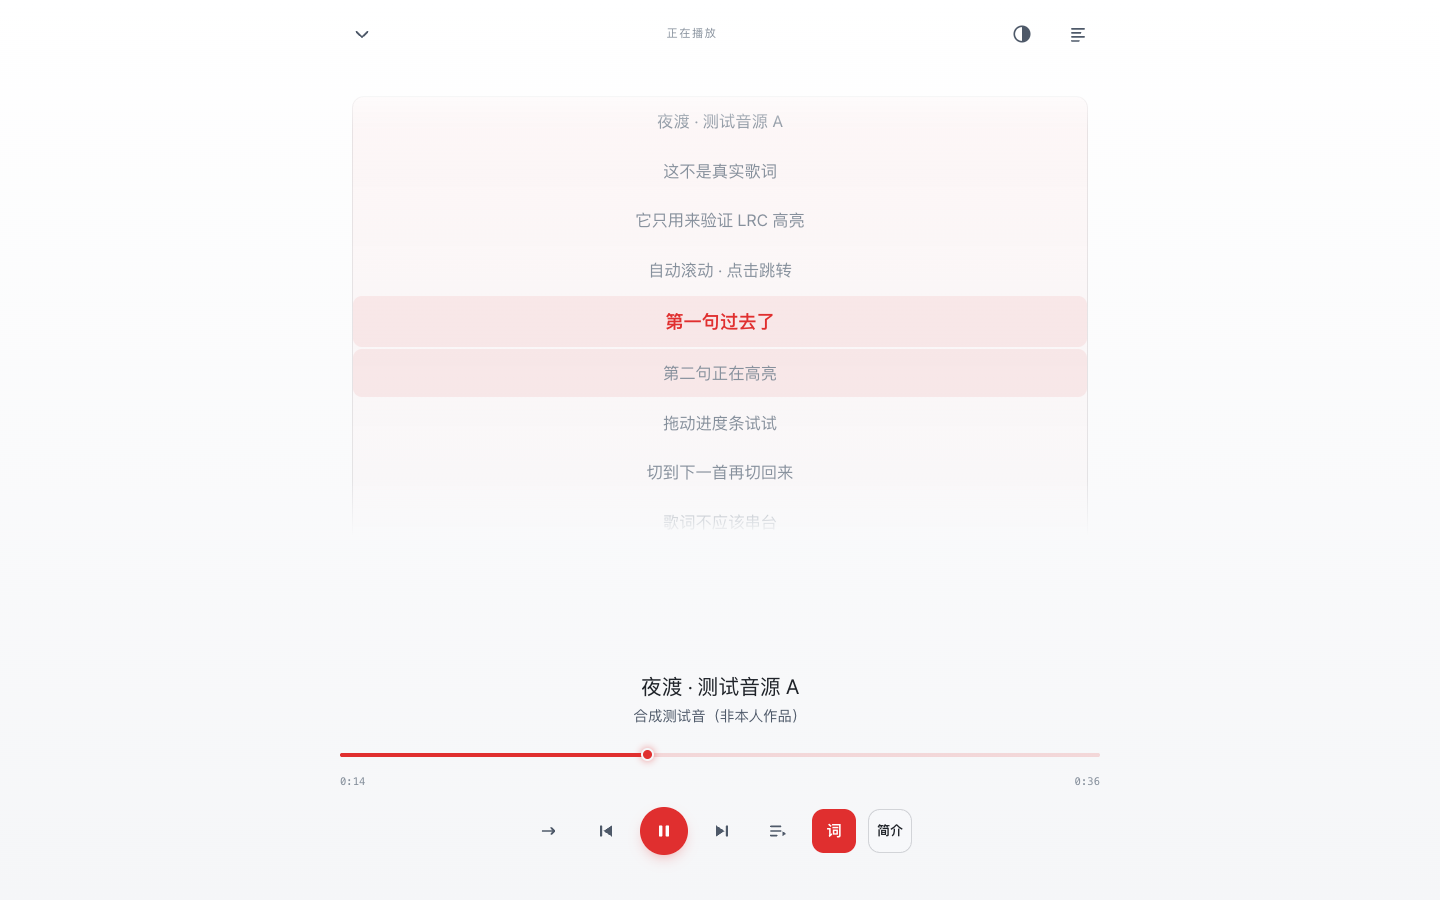 正在播放
夜渡 · 测试音源 A
这不是真实歌词
它只用来验证 LRC 高亮
自动滚动 · 点击跳转
第一句过去了
第二句正在高亮
拖动进度条试试
切到下一首再切回来
歌词不应该串台
夜渡 · 测试音源 A
合成测试音（非本人作品）
0:14
0:36
词
简介